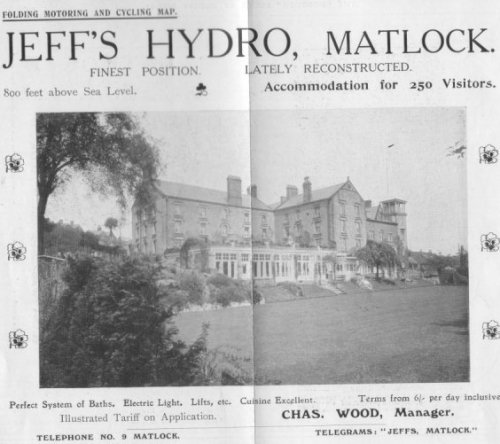 FOLDING MOTORING AND CYCLING MAP.
JEFF'S HYDRO, MATLOCK.
FINEST POSITION. LATELY RECONSTRUCTED.
800 feet above Sea Level. Accommodation for 250 Visitors.
Perfect System of Baths. Electric Light. Lifts, etc. Cuisine Excellent. Terms from 6/- per day inclusive
Illustrated Tariff on Application. CHAS. WOOD, Manager.
TELEPHONE NO. 9 MATLOCK. TELEGRAMS: "JEFFS, MATLOCK."